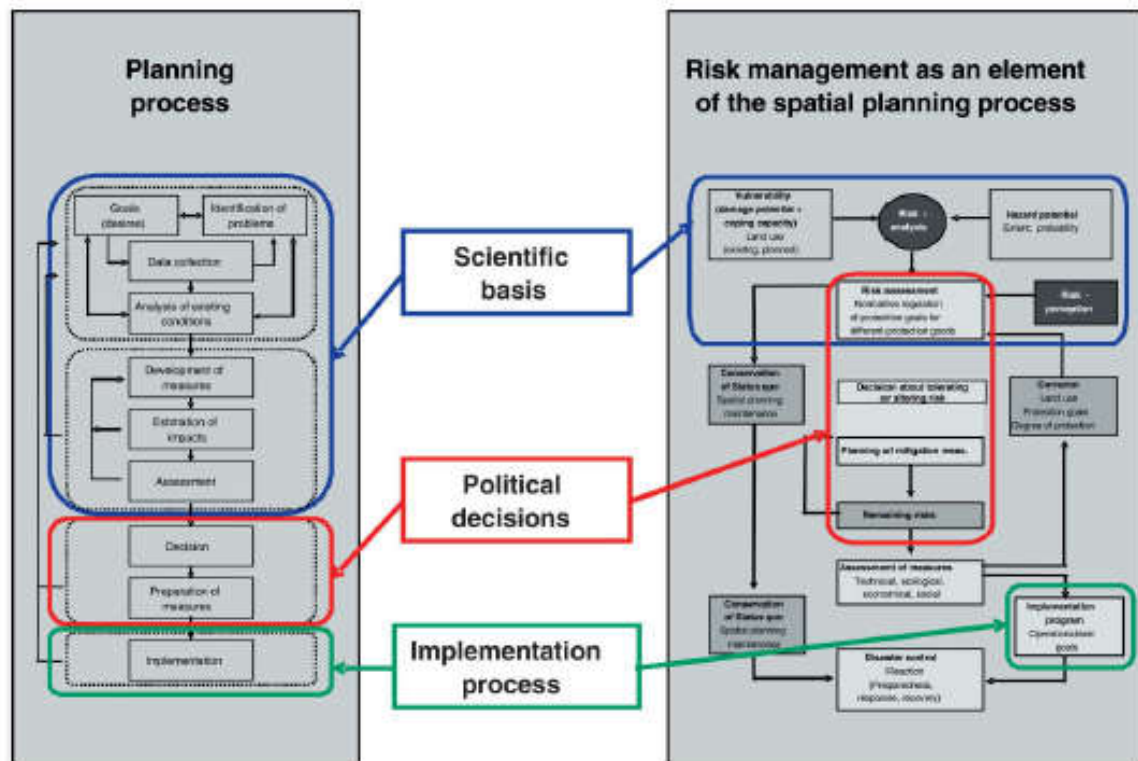 Planning
process
Goals
(desires)
Identification of
problems
Data collection
Analysis of existing
conditions
Development of
measures
Estimation of
impacts
Assessment
Decision
Preparation of
measures
Implementation
Scientific
basis
Political
decisions
Implementation
process
Risk management as an element
of the spatial planning process
Vulnerability
(damage potential +
coping capacity)
Land use
(existing, planned)
Risk -
analysis
Hazard potential
Extent, probability
Risk assessment
Normative regulation
of protection goals for
different protection goals
Risk -
perception
Conservation
of Status quo
Spatial planning
maintenance
Decision about tolerating
or altering risk
Land use
Protection goals
Degree of protection
Planning of mitigation meas.
Remaining risks
Assessment of measures
Technical, ecological,
economical, social
Conservation
of Status quo
Spatial planning
maintenance
Implementation
program
goals
Disaster control
Reaction
(Preparedness,
response, recovery)